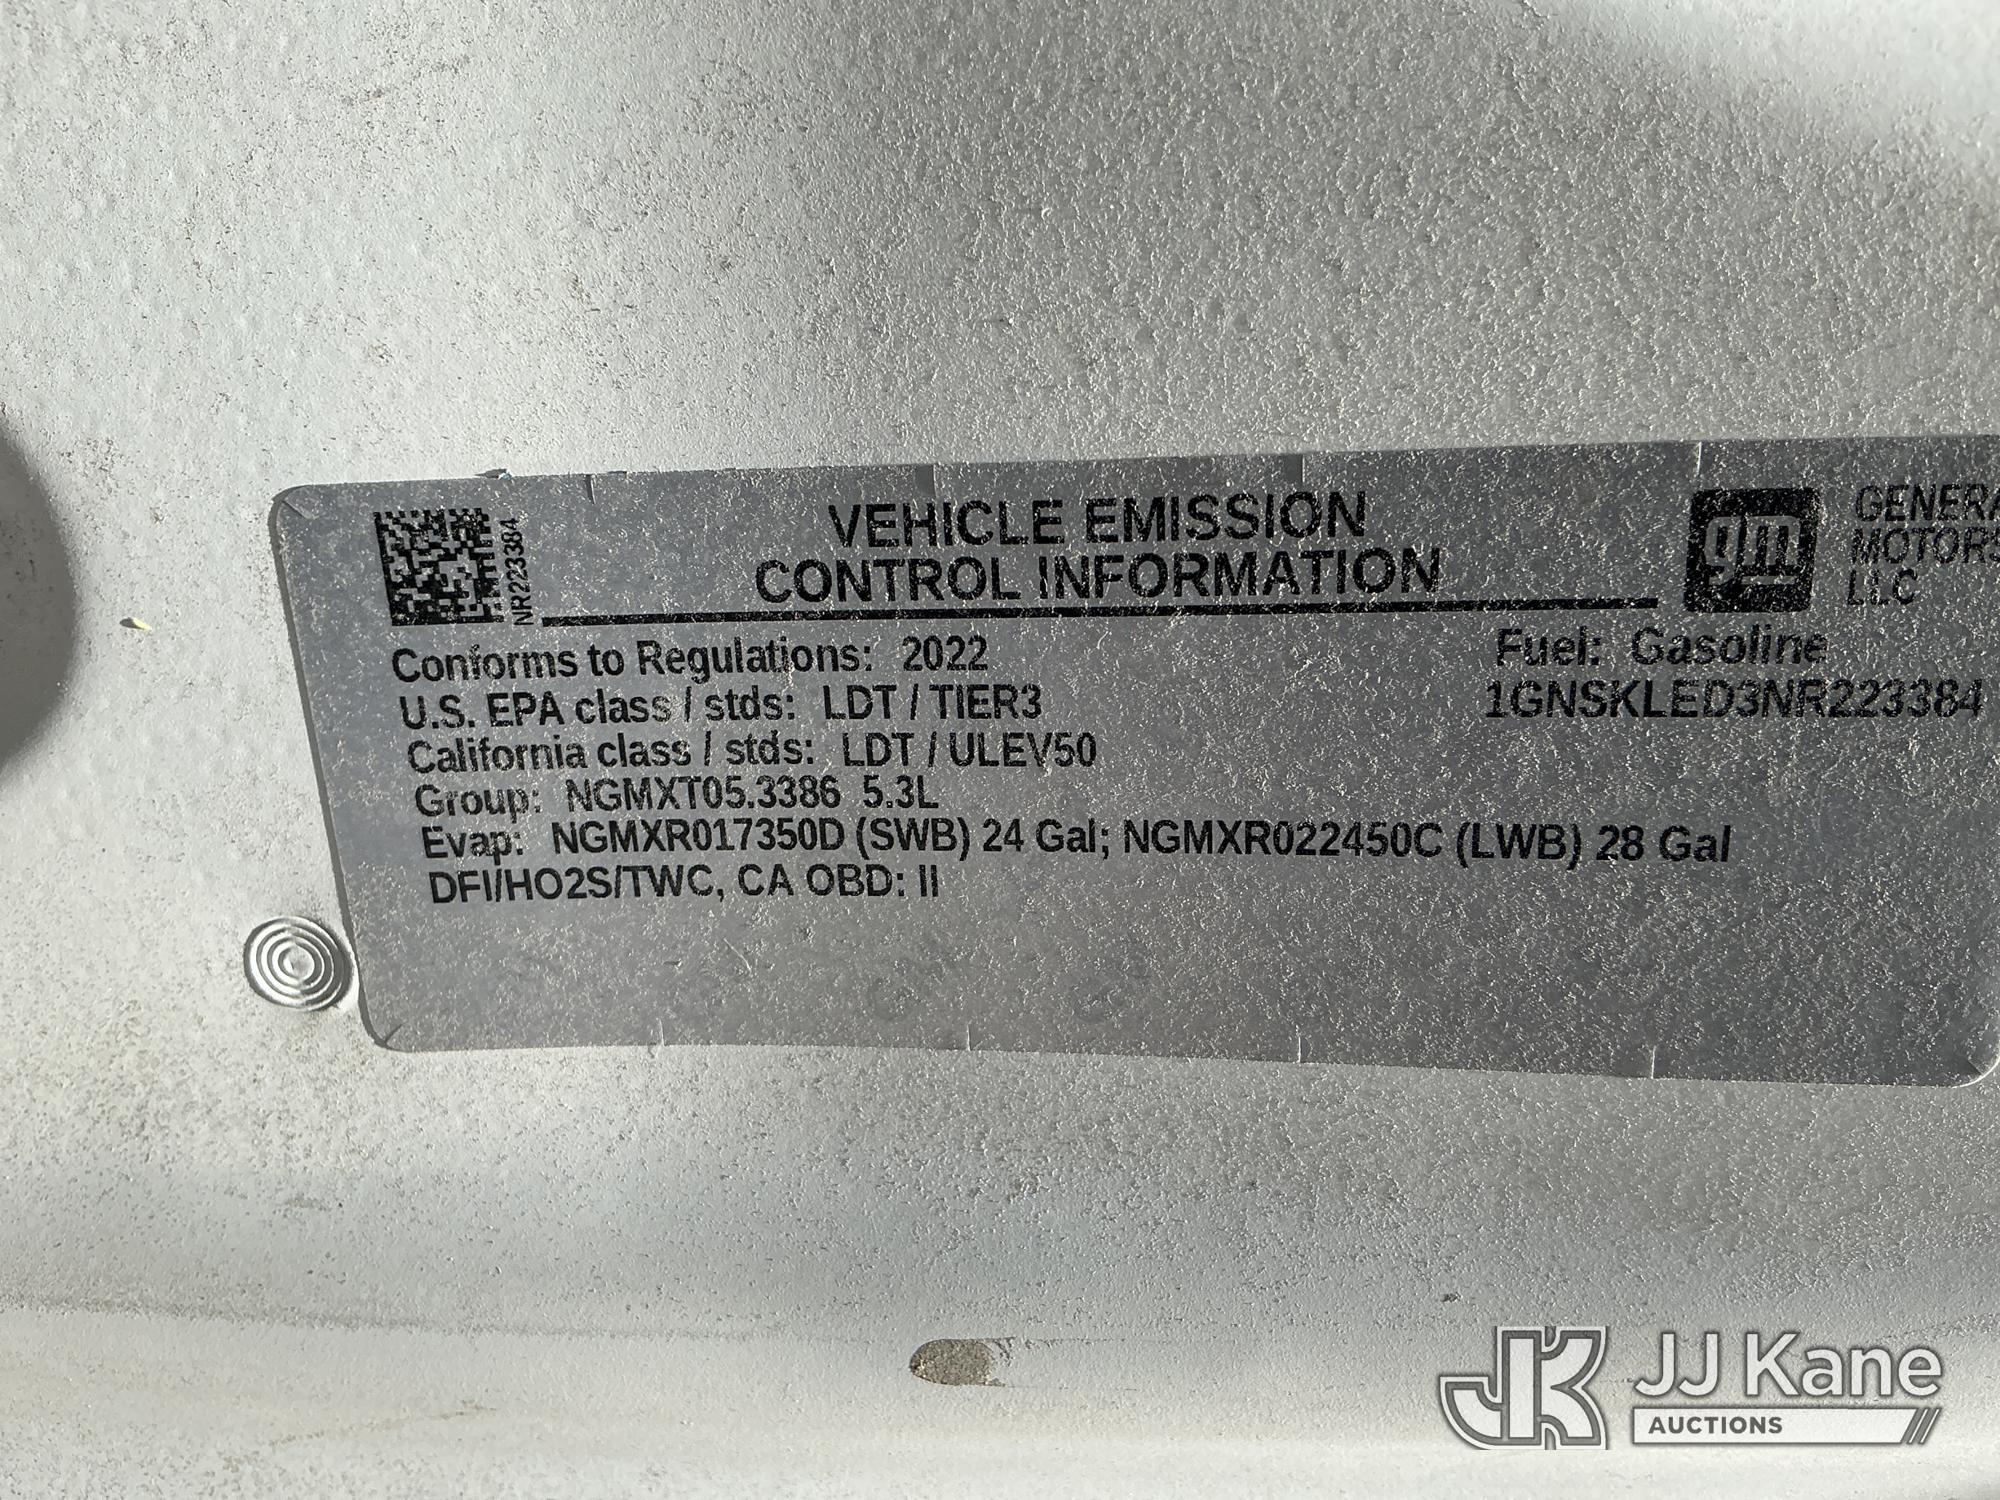 NR223384
VEHICLE EMISSION
CONTROL INFORMATION
gm
GENERA
MOTORS
LLC
Conforms to Regulations: 2022
Fuel: Gasoline
U.S. EPA class / stds: LDT / TIER3
1GNSKLED3NR223384
California class / stds: LDT / ULEV50
Group: NGMXT05.3386 5.3L
Evap: NGMXR017350D (SWB) 24 Gal; NGMXR022450C (LWB) 28 Gal
DFI/HO2S/TWC, CA OBD: II
JK JJ Kane
AUCTIONS